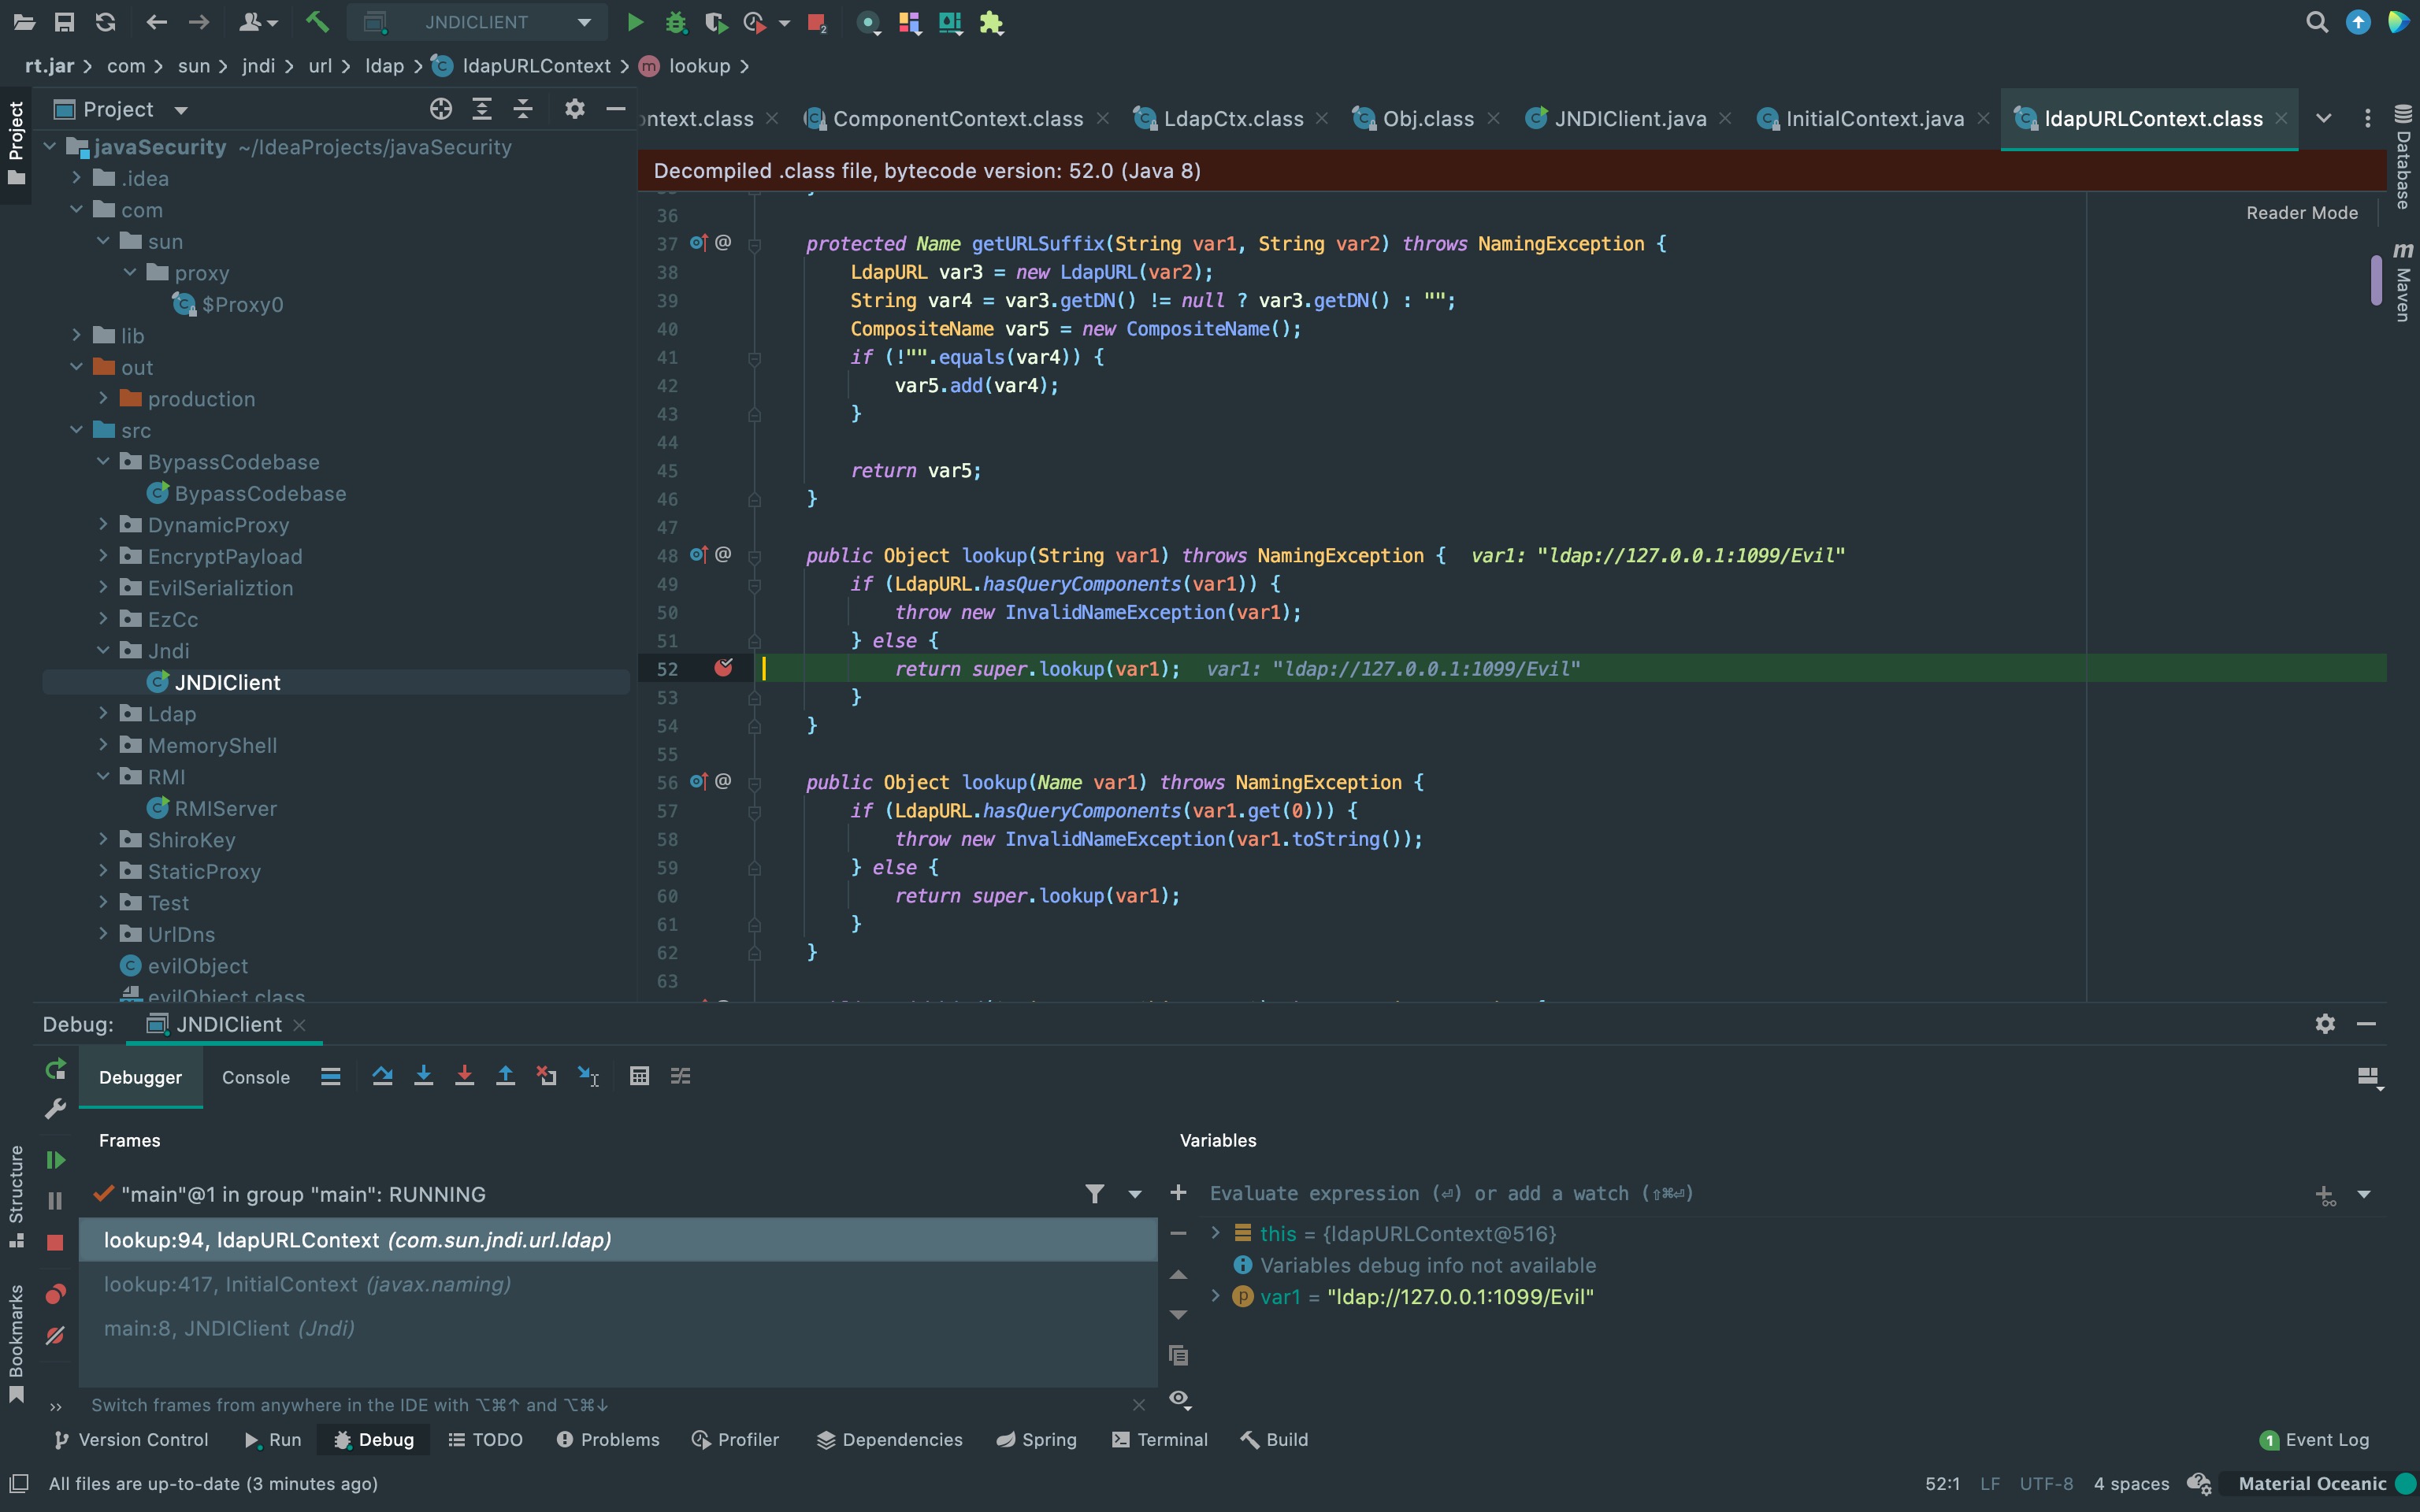 JNDICLIENT
rt.jar > com > sun > jndi > url > ldap > ldapURLContext > m lookup >
Project
Project
ntext.class
ComponentContext.class
LdapCtx.class
Obj.class
JNDIClient.java
InitialContext.java
ldapURLContext.class
Database
Maven
Decompiled .class file, bytecode version: 52.0 (Java 8)
Reader Mode
javaSecurity ~/IdeaProjects/javaSecurity
.idea
com
sun
proxy
$Proxy0
lib
out
production
src
BypassCodebase
BypassCodebase
DynamicProxy
EncryptPayload
EvilSerializtion
EzCc
Jndi
JNDIClient
Ldap
MemoryShell
RMI
RMIServer
ShiroKey
StaticProxy
Test
UrlDns
evilObject
evilObject.class
36
37 @ protected Name getURLSuffix(String var1, String var2) throws NamingException {
38 LdapURL var3 = new LdapURL(var2);
39 String var4 = var3.getDN() != null ? var3.getDN() : "";
40 CompositeName var5 = new CompositeName();
41 if (!"".equals(var4)) {
42 var5.add(var4);
43 }
44
45 return var5;
46 }
47
48 @ public Object lookup(String var1) throws NamingException { var1: "ldap://127.0.0.1:1099/Evil"
49 if (LdapURL.hasQueryComponents(var1)) {
50 throw new InvalidNameException(var1);
51 } else {
52 return super.lookup(var1); var1: "ldap://127.0.0.1:1099/Evil"
53 }
54 }
55
56 @ public Object lookup(Name var1) throws NamingException {
57 if (LdapURL.hasQueryComponents(var1.get(0))) {
58 throw new InvalidNameException(var1.toString());
59 } else {
60 return super.lookup(var1);
61 }
62 }
63
Debug: JNDIClient
Debugger Console
Frames
Variables
"main"@1 in group "main": RUNNING
Evaluate expression (⏎) or add a watch (⇧⌘⏎)
lookup:94, ldapURLContext (com.sun.jndi.url.ldap)
lookup:417, InitialContext (javax.naming)
main:8, JNDIClient (Jndi)
this = {ldapURLContext@516}
Variables debug info not available
var1 = "ldap://127.0.0.1:1099/Evil"
Switch frames from anywhere in the IDE with ⌥⌘↑ and ⌥⌘↓
Structure
Bookmarks
Version Control Run Debug TODO Problems Profiler Dependencies Spring Terminal Build 1 Event Log
All files are up-to-date (3 minutes ago) 52:1 LF UTF-8 4 spaces Material Oceanic